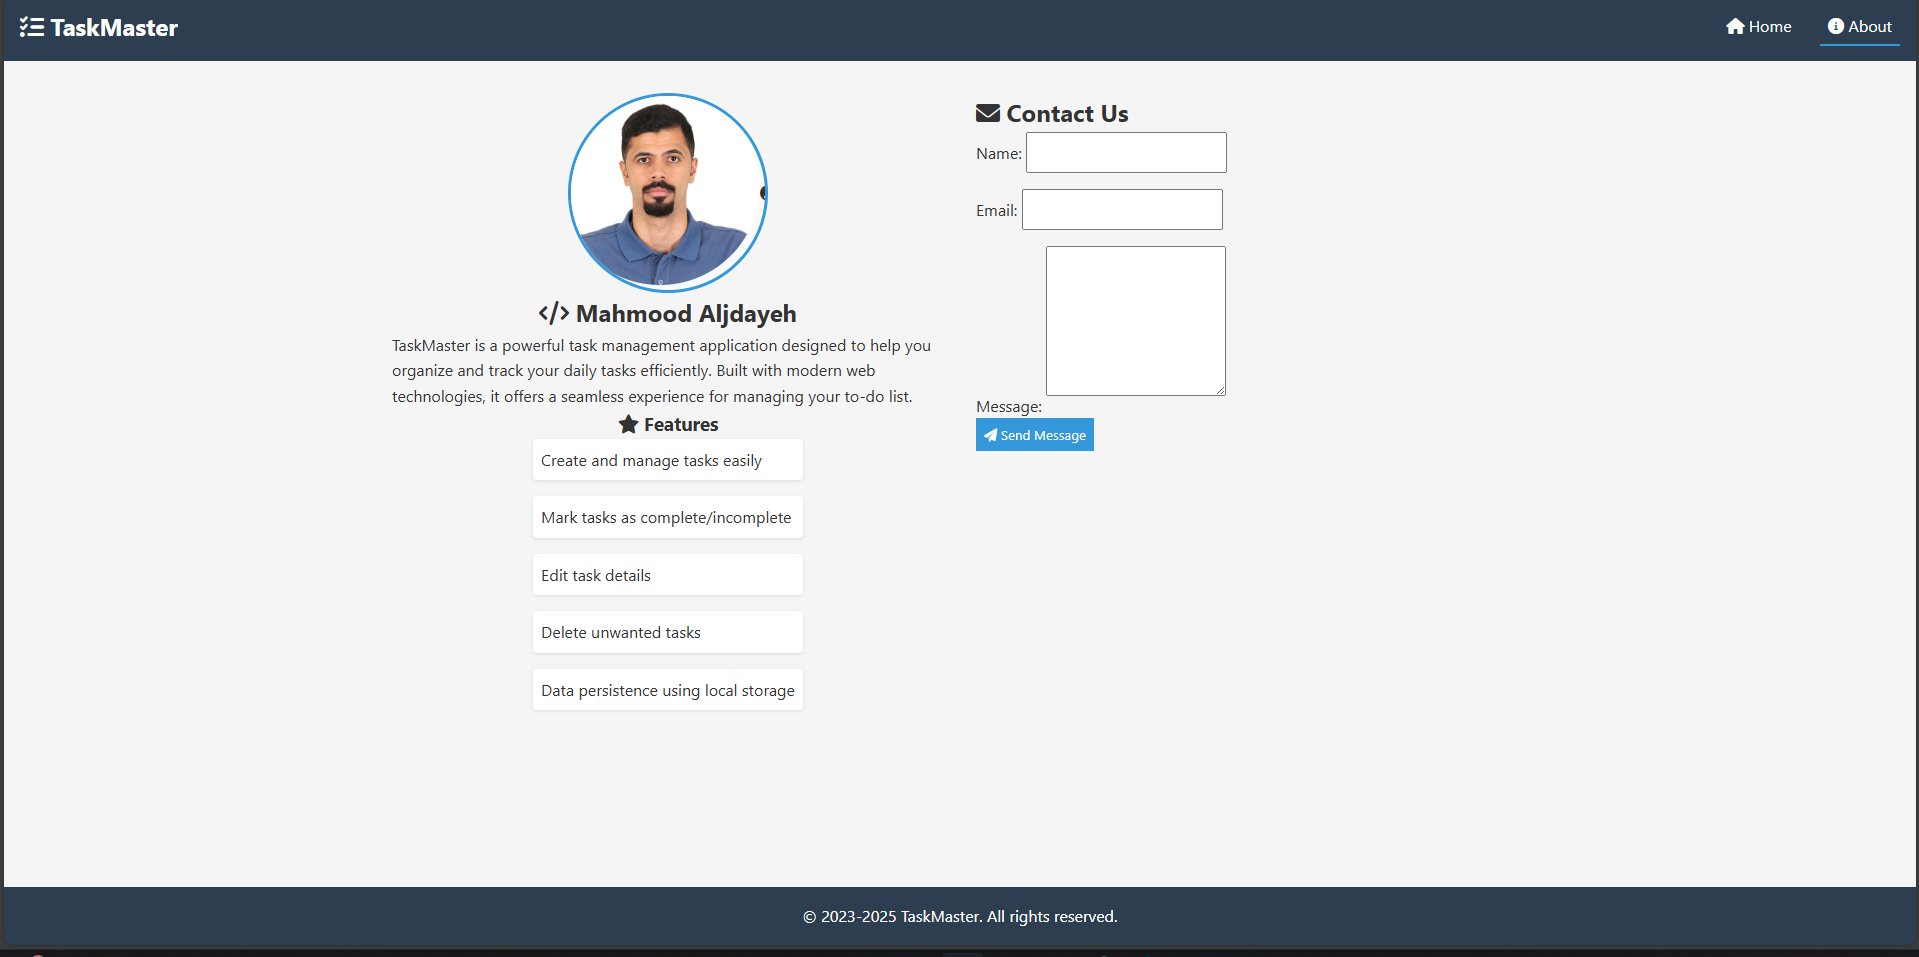 TaskMaster
Home
About
Mahmood Aljdayeh
TaskMaster is a powerful task management application designed to help you
organize and track your daily tasks efficiently. Built with modern web
technologies, it offers a seamless experience for managing your to-do list.
Features
Create and manage tasks easily
Mark tasks as complete/incomplete
Edit task details
Delete unwanted tasks
Data persistence using local storage
Contact Us
Name:
Email:
Message:
Send Message
© 2023-2025 TaskMaster. All rights reserved.